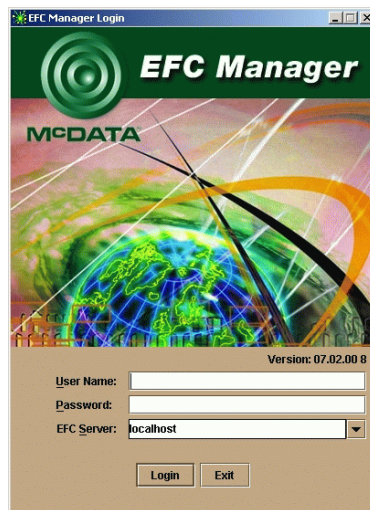 EFC Manager Login
EFC Manager
McDATA
Version: 07.02.00 8
User Name:
Password:
EFC Server: localhost
Login Exit